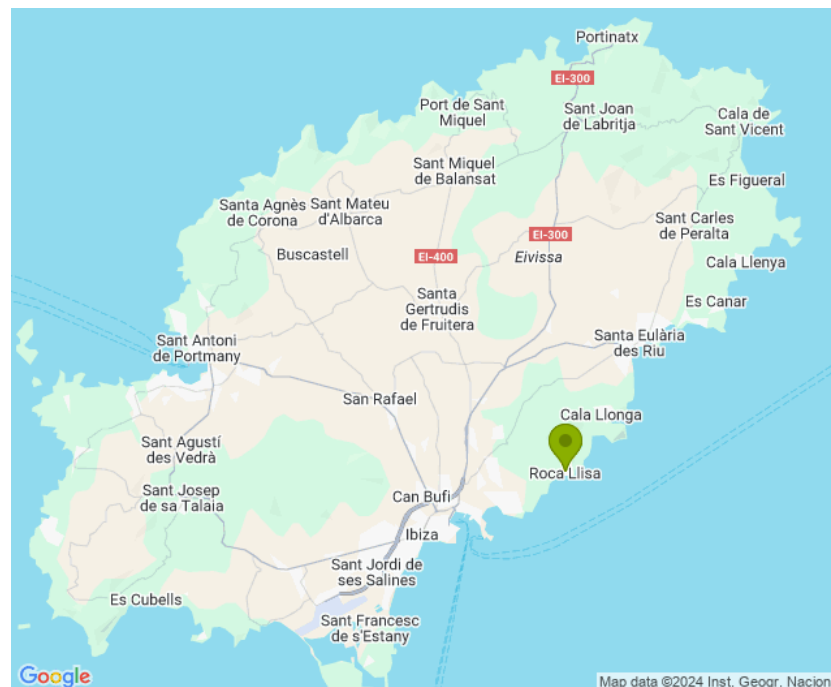 Portinatx
EI-300
Port de Sant
Miquel
Sant Joan
de Labritja
Cala de
Sant Vicent
Sant Miquel
de Balansat
Es Figueral
Santa Agnès
de Corona
Sant Mateu
d'Albarca
Sant Carles
de Peralta
EI-300
Buscastell
EI-400
Eivissa
Cala Llenya
Santa
Gertrudis
de Fruitera
Es Canar
Sant Antoni
de Portmany
Santa Eulària
des Riu
San Rafael
Cala Llonga
Sant Agustí
des Vedrà
Roca Llisa
Sant Josep
de sa Talaia
Can Bufí
Ibiza
Sant Jordi de
ses Salines
Es Cubells
Sant Francesc
de s'Estany
Google
Map data ©2024 Inst. Geogr. Nacion